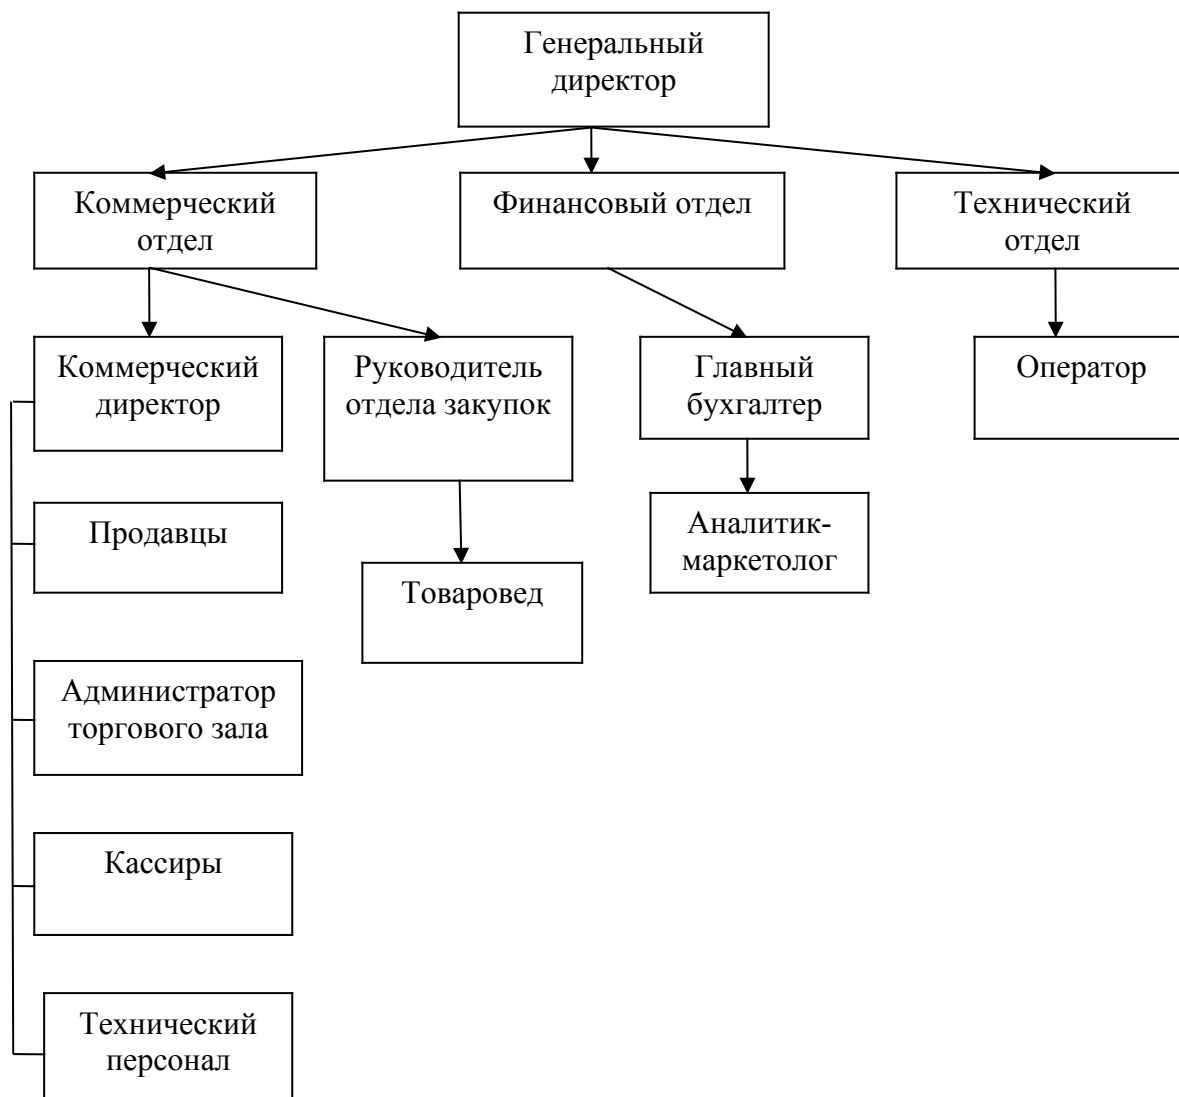 Генеральный
директор
Коммерческий
отдел
Финансовый отдел
Технический
отдел
Коммерческий
директор
Руководитель
отдела закупок
Главный
бухгалтер
Оператор
Продавцы
Аналитик-
маркетолог
Товаровед
Администратор
торгового зала
Кассиры
Технический
персонал